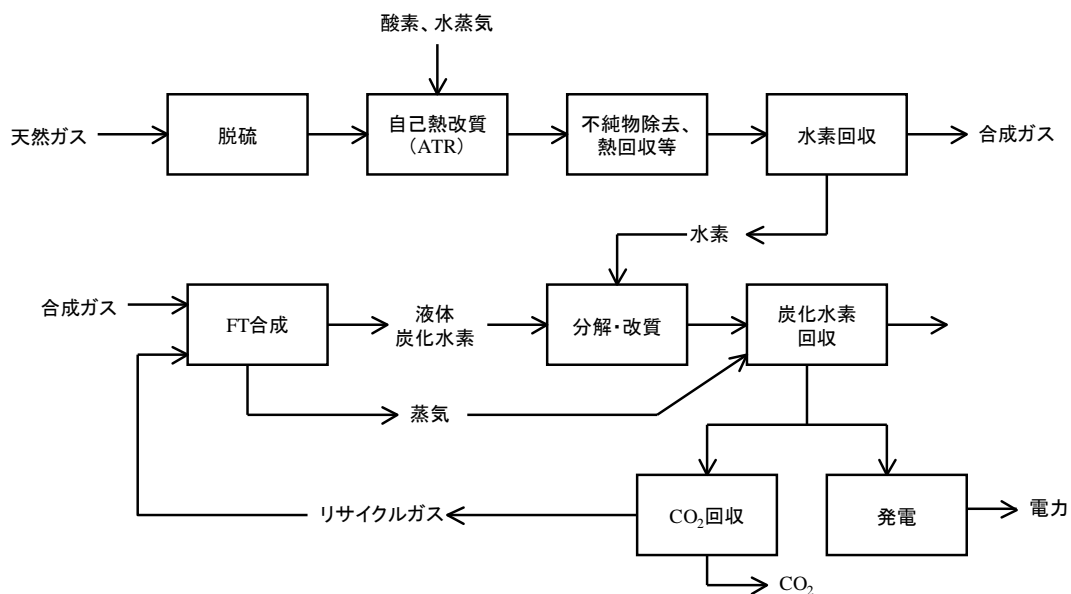 酸素、水蒸気
天然ガス
脱硫
自己熱改質
(ATR)
不純物除去、
熱回収等
水素回収
合成ガス
水素
合成ガス
FT合成
液体
炭化水素
分解・改質
炭化水素
回収
蒸気
リサイクルガス
CO₂回収
発電
電力
CO₂